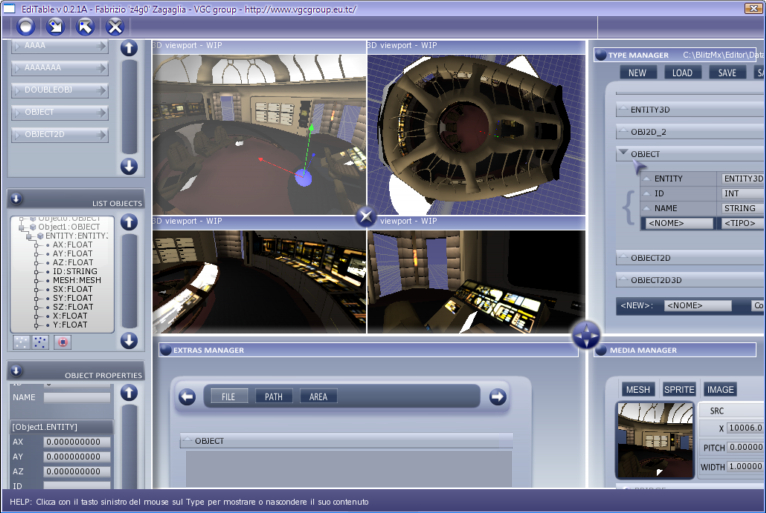 EdiTable v 0.2.1A - Fabrizio 'z4g0' Zagaglia - VGC group - http://www.vgcgroup.eu.tc/
AAAA
AAAAAAA
DOUBLEOBJ
OBJECT
OBJECT2D
LIST OBJECTS
Object0:OBJECT
Object1:OBJECT
ENTITY:ENTITY.
AX:FLOAT
AY:FLOAT
AZ:FLOAT
ID:STRING
MESH:MESH
SX:FLOAT
SY:FLOAT
SZ:FLOAT
X:FLOAT
Y:FLOAT
OBJECT PROPERTIES
NAME
[Object1.ENTITY]
AX 0.000000000
AY 0.000000000
AZ 0.000000000
ID
3D viewport - WIP
3D viewport - WIP
3D viewport - WIP
viewport - WIP
EXTRAS MANAGER
FILE PATH AREA
OBJECT
TYPE MANAGER C:\BlitzMx\Editor\Data
NEW LOAD SAVE
ENTITY3D
OBJ2D_2
OBJECT
ENTITY ENTITY3D
ID INT
NAME STRING
<NOME> <TIPO>
OBJECT2D
OBJECT2D3D
<NEW>: <NOME> Co
MEDIA MANAGER
MESH SPRITE IMAGE
SRC
X 10006.0
PITCH 0.00000
WIDTH 1.00000
HELP: Clicca con il tasto sinistro del mouse sul Type per mostrare o nascondere il suo contenuto